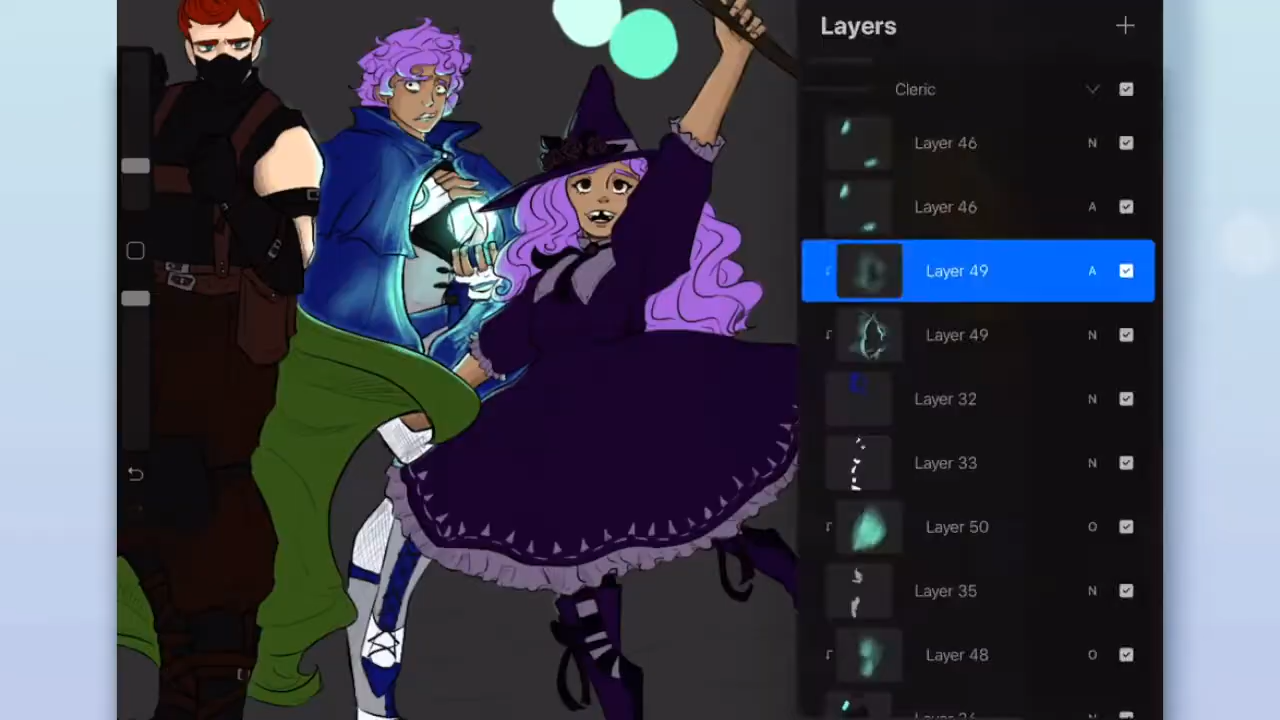 Layers
Cleric
Layer 46 N
Layer 46 A
Layer 49 A
Layer 49 N
Layer 32 N
Layer 33 N
Layer 50 O
Layer 35 N
Layer 48 O